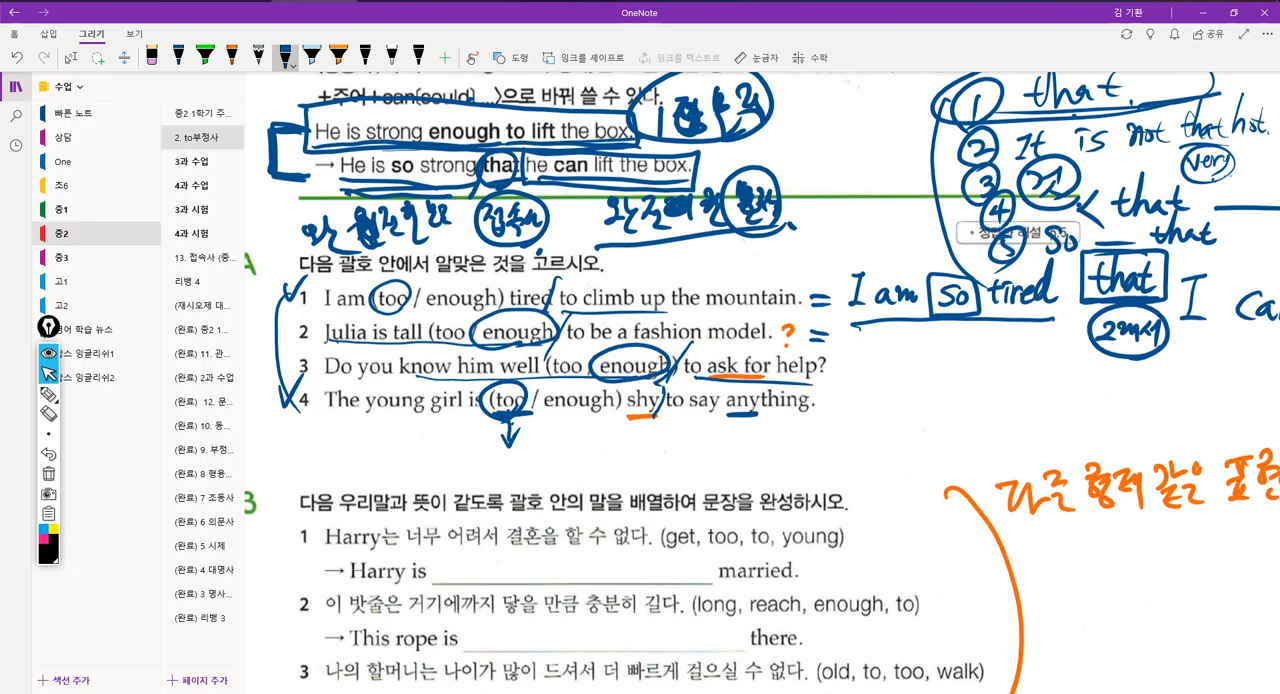 OneNote
김 기환
홈 삽입 그리기 보기
도형 잉크를 셰이프로 잉크를 텍스트로 눈금자 수학 공유
수업
빠른 노트
상담
One
초6
중1
중2
중3
고1
고2
영어 학습 뉴스
잉글리쉬1
잉글리쉬2
섹션 추가
중2 1학기 주...
2. to부정사
3과 수업
4과 수업
3과 시험
4과 시험
13. 접속사 (중...
리뱅 4
(재시오제 대...
(완료) 중2 1...
(완료) 11. 관...
(완료) 2과 수업
(완료) 12. 문...
(완료) 10. 동...
(완료) 9. 부정...
(완료) 8 형용...
(완료) 7 조동사
(완료) 6 의문사
(완료) 5 시제
(완료) 4 대명사
(완료) 3 명사...
(완료) 리뱅 3
페이지 추가
+주어+can(could) ...〉으로 바꿔 쓸 수 있다.
He is strong enough to lift the box.
→ He is so strong that he can lift the box.
접속사
① that.
② It is not that hot.
very
③ 것
④ that
⑤ so that
A 다음 괄호 안에서 알맞은 것을 고르시오.
1 I am (too / enough) tired to climb up the mountain. = I am so tired that I ca
2 Julia is tall (too enough) to be a fashion model. ? =
3 Do you know him well (too enough) to ask for help?
4 The young girl is (too / enough) shy to say anything.
다른 형태 같은 표현
B 다음 우리말과 뜻이 같도록 괄호 안의 말을 배열하여 문장을 완성하시오.
1 Harry는 너무 어려서 결혼을 할 수 없다. (get, too, to, young)
→ Harry is married.
2 이 밧줄은 거기에까지 닿을 만큼 충분히 길다. (long, reach, enough, to)
→ This rope is there.
3 나의 할머니는 나이가 많이 드셔서 더 빠르게 걸으실 수 없다. (old, to, too, walk)